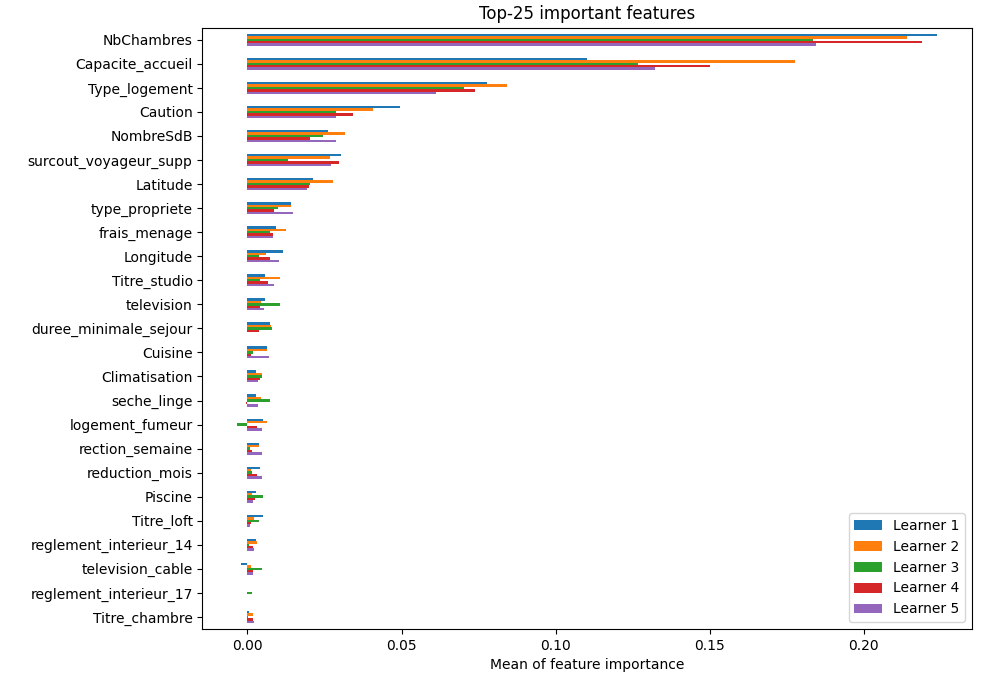 Top-25 important features
NbChambres
Capacite_accueil
Type_logement
Caution
NombreSdB
surcout_voyageur_supp
Latitude
type_propriete
frais_menage
Longitude
Titre_studio
television
duree_minimale_sejour
Cuisine
Climatisation
seche_linge
logement_fumeur
rection_semaine
reduction_mois
Piscine
Titre_loft
reglement_interieur_14
television_cable
reglement_interieur_17
Titre_chambre
Learner 1
Learner 2
Learner 3
Learner 4
Learner 5
0.00 0.05 0.10 0.15 0.20
Mean of feature importance